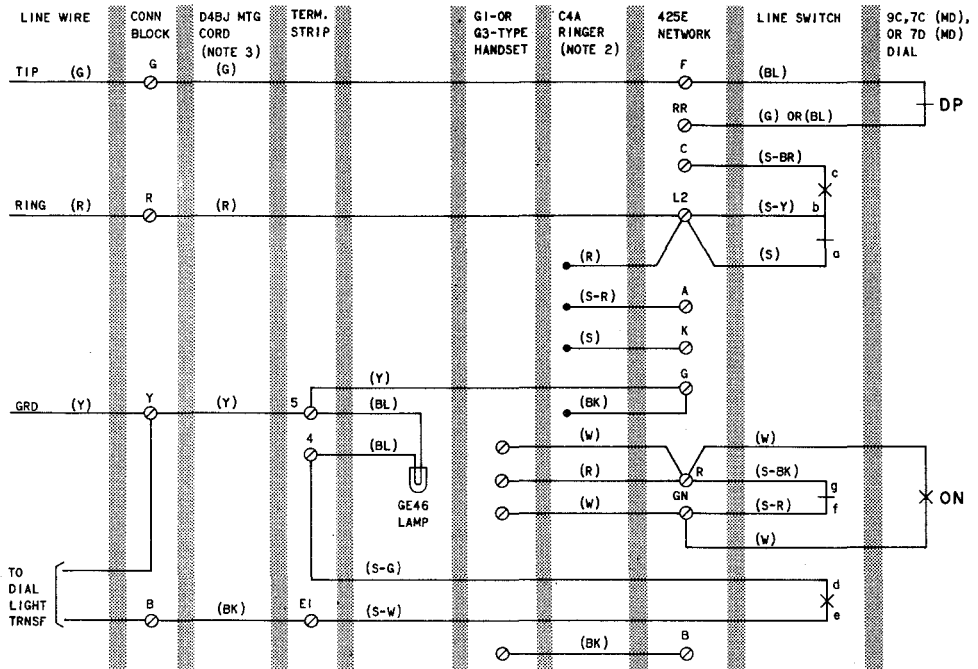 LINE WIRE
CONN
BLOCK
D4BJ MTG
CORD
(NOTE 3)
TERM.
STRIP
G1-OR
G3-TYPE
HANDSET
C4A
RINGER
(NOTE 2)
425E
NETWORK
LINE SWITCH
9C,7C (MD),
OR 7D (MD)
DIAL
TIP (G) G (G) F (BL)
DP
RR (G) OR(BL)
C (S-BR)
c
RING (R) R (R) L2 (S-Y) b
(R) (S) a
(S-R) A
(S) K
(Y) G
GRD (Y) Y (Y) 5 (BL) (BK)
4 (BL) (W) (W)
(R) R (S-BK) g
GE46
LAMP
(W) GN (S-R) f
ON
(W)
TO
DIAL
LIGHT
TRNSF
(S-G) d
B (BK) E1 (S-W) e
(BK) B